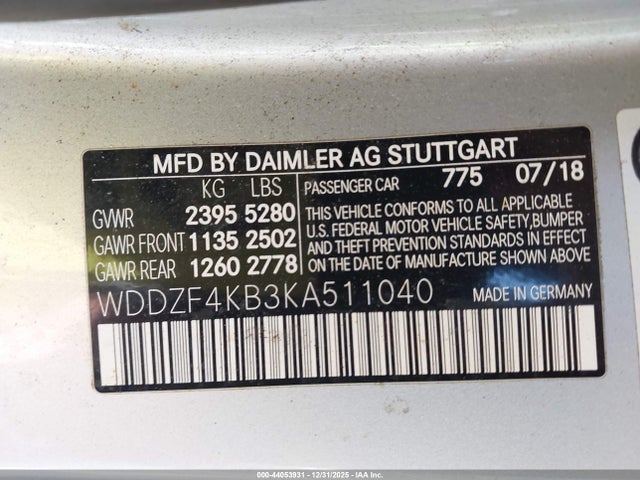 MFD BY DAIMLER AG STUTTGART
KG LBS
GVWR 2395 5280
GAWR FRONT 1135 2502
GAWR REAR 1260 2778
PASSENGER CAR 775 07/18
THIS VEHICLE CONFORMS TO ALL APPLICABLE
U.S. FEDERAL MOTOR VEHICLE SAFETY, BUMPER
AND THEFT PREVENTION STANDARDS IN EFFECT
ON THE DATE OF MANUFACTURE SHOWN ABOVE
WDDZF4KB3KA511040 MADE IN GERMANY
000-44053931 - 12/31/2025 - IAAI.COM